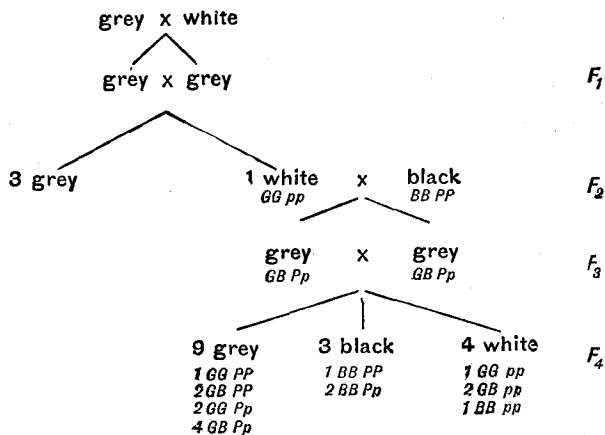 grey x white
grey x grey F₁
3 grey 1 white x black F₂
GG pp BB PP
grey x grey F₃
GB Pp GB Pp
9 grey 3 black 4 white F₄
1 GG PP 1 BB PP 1 GG pp
2 GB PP 2 BB Pp 2 GB pp
2 GG Pp 1 BB pp
4 GB Pp